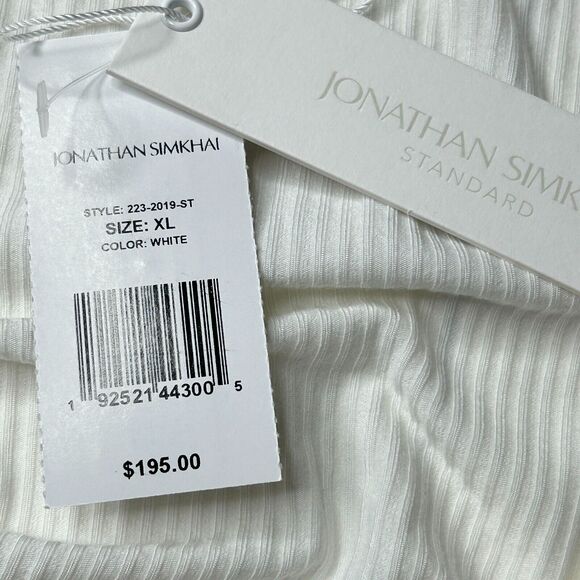 JONATHAN SIMKHAI
STYLE: 223-2019-ST
SIZE: XL
COLOR: WHITE
1 92521 44300 5
$195.00
JONATHAN SIMK
STANDARD